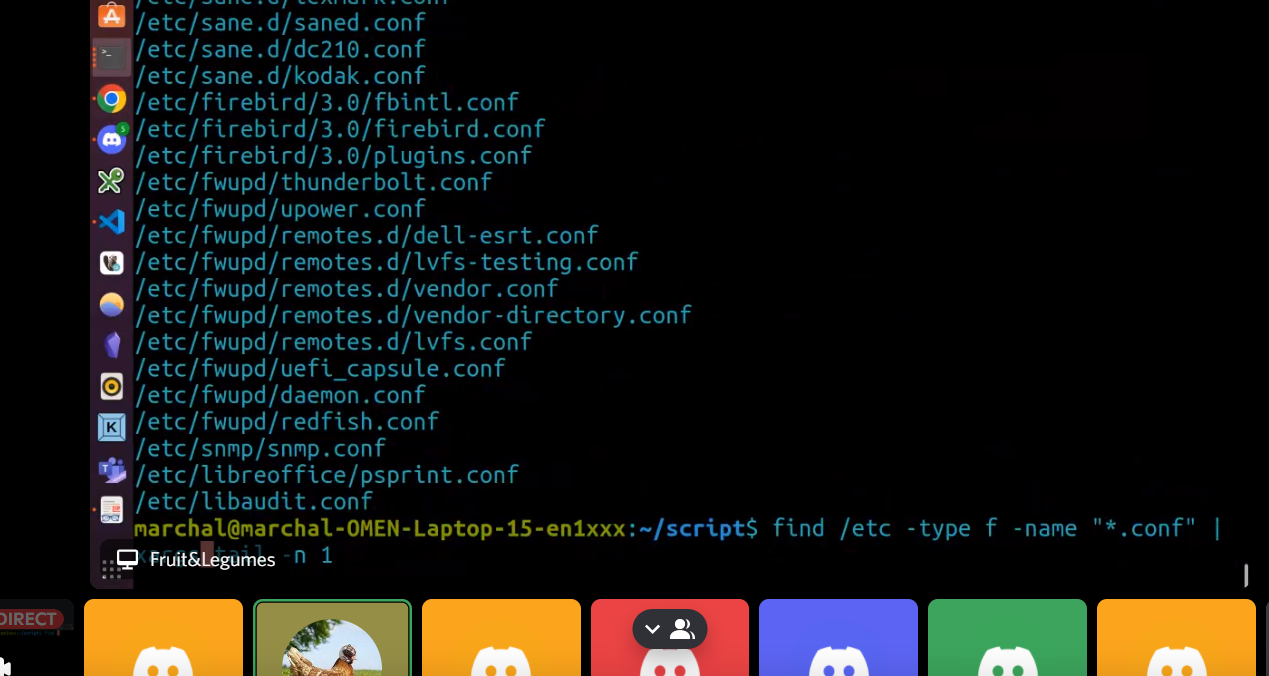 /etc/sane.d/saned.conf
/etc/sane.d/dc210.conf
/etc/sane.d/kodak.conf
/etc/firebird/3.0/fbintl.conf
/etc/firebird/3.0/firebird.conf
/etc/firebird/3.0/plugins.conf
/etc/fwupd/thunderbolt.conf
/etc/fwupd/upower.conf
/etc/fwupd/remotes.d/dell-esrt.conf
/etc/fwupd/remotes.d/lvfs-testing.conf
/etc/fwupd/remotes.d/vendor.conf
/etc/fwupd/remotes.d/vendor-directory.conf
/etc/fwupd/remotes.d/lvfs.conf
/etc/fwupd/uefi_capsule.conf
/etc/fwupd/daemon.conf
/etc/fwupd/redfish.conf
/etc/snmp/snmp.conf
/etc/libreoffice/psprint.conf
/etc/libaudit.conf
marchal@marchal-OMEN-Laptop-15-en1xxx:~/script$ find /etc -type f -name "*.conf" |
tail -n 1
Fruit&Legumes
DIRECT